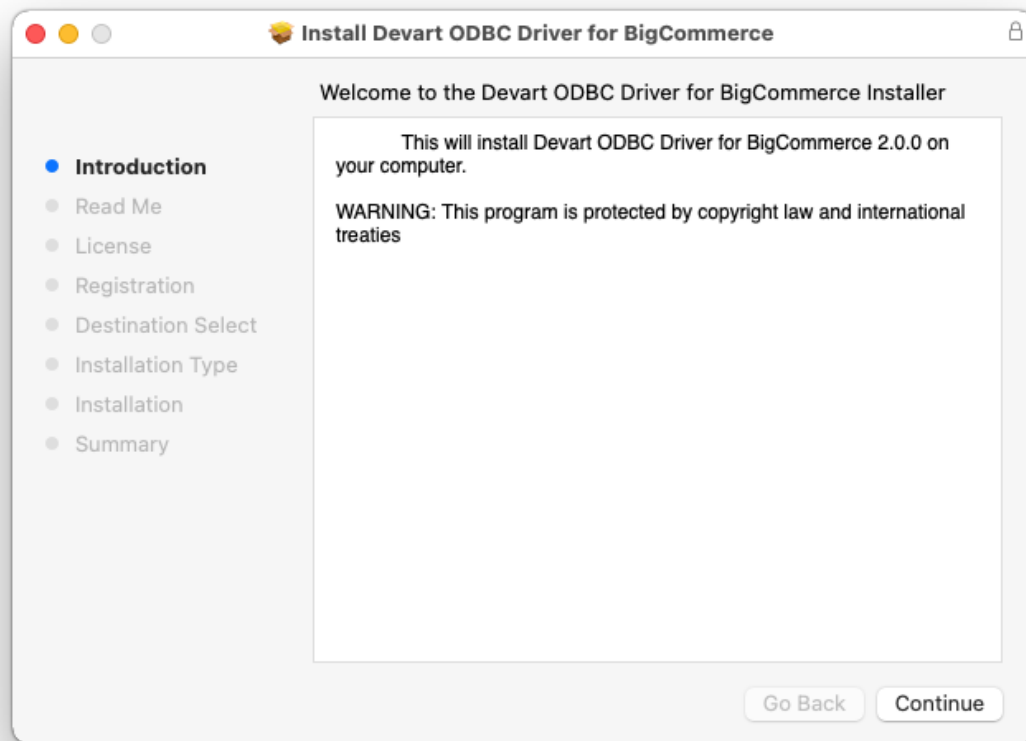 Install Devart ODBC Driver for BigCommerce
Welcome to the Devart ODBC Driver for BigCommerce Installer
Introduction
Read Me
License
Registration
Destination Select
Installation Type
Installation
Summary
This will install Devart ODBC Driver for BigCommerce 2.0.0 on
your computer.
WARNING: This program is protected by copyright law and international
treaties
Go Back
Continue